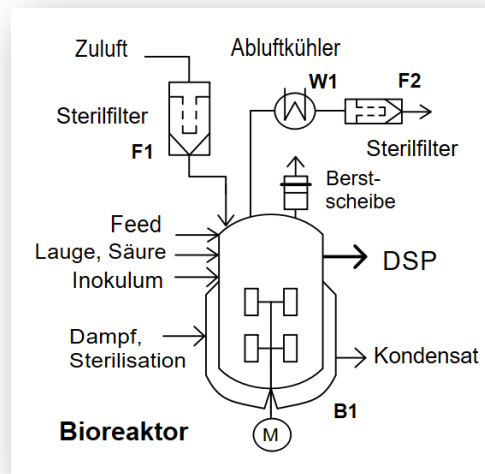 Zuluft
Abluftkühler
W1
F2
Sterilfilter
F1
Sterilfilter
Berst-
scheibe
Feed
Lauge, Säure
Inokulum
DSP
Dampf,
Sterilisation
Kondensat
B1
Bioreaktor
M